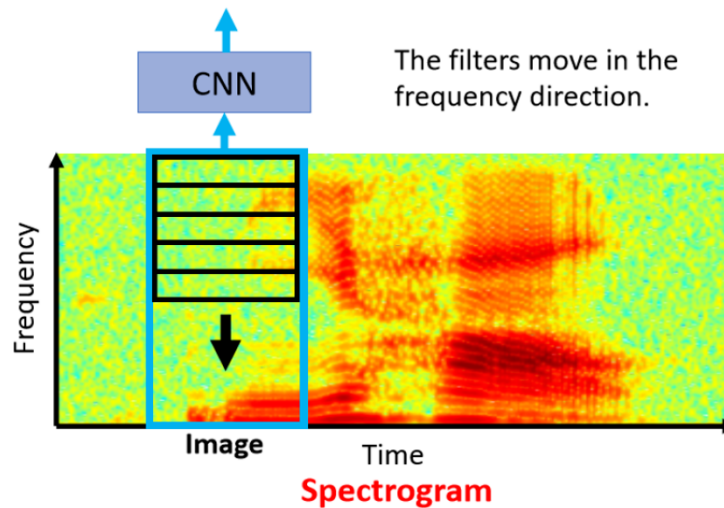 CNN
The filters move in the
frequency direction.
Frequency
Image
Time
Spectrogram